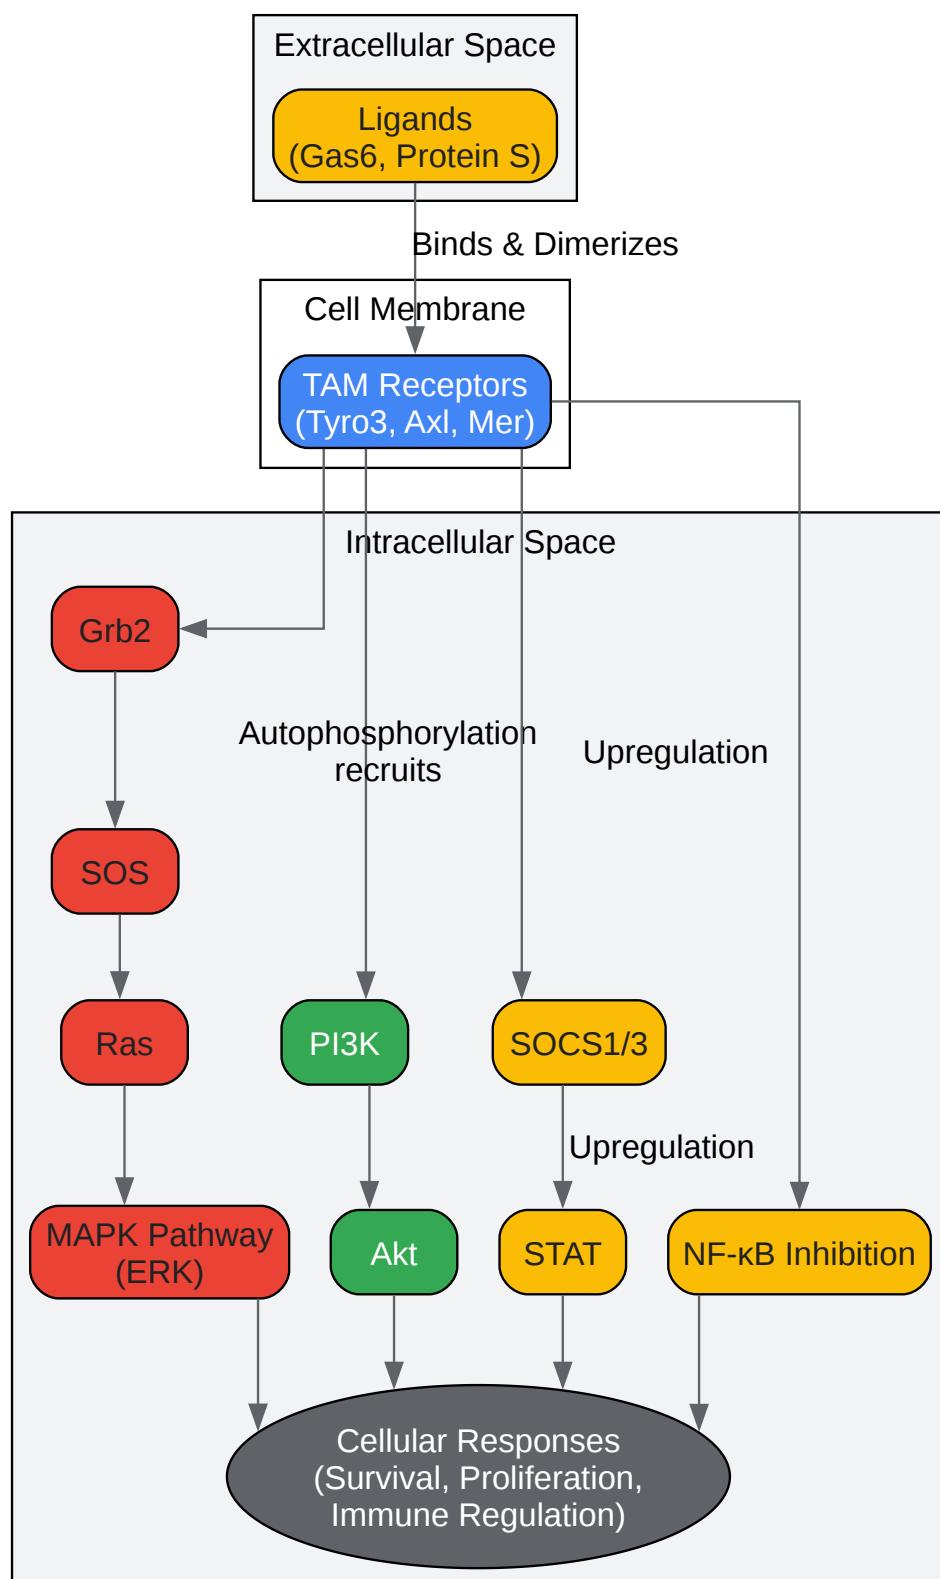 Extracellular Space
Ligands
(Gas6, Protein S)
Binds & Dimerizes
Cell Membrane
TAM Receptors
(Tyro3, Axl, Mer)
Intracellular Space
Grb2
Autophosphorylation
recruits
Upregulation
SOS
Ras
PI3K
SOCS1/3
Upregulation
MAPK Pathway
(ERK)
Akt
STAT
NF-κB Inhibition
Cellular Responses
(Survival, Proliferation,
Immune Regulation)